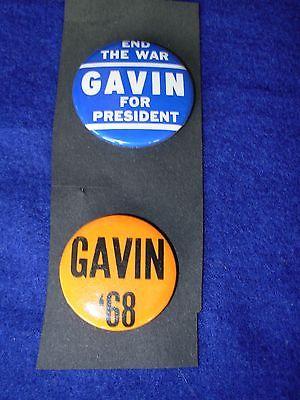 END
THE WAR
GAVIN
FOR
PRESIDENT
GAVIN
'68